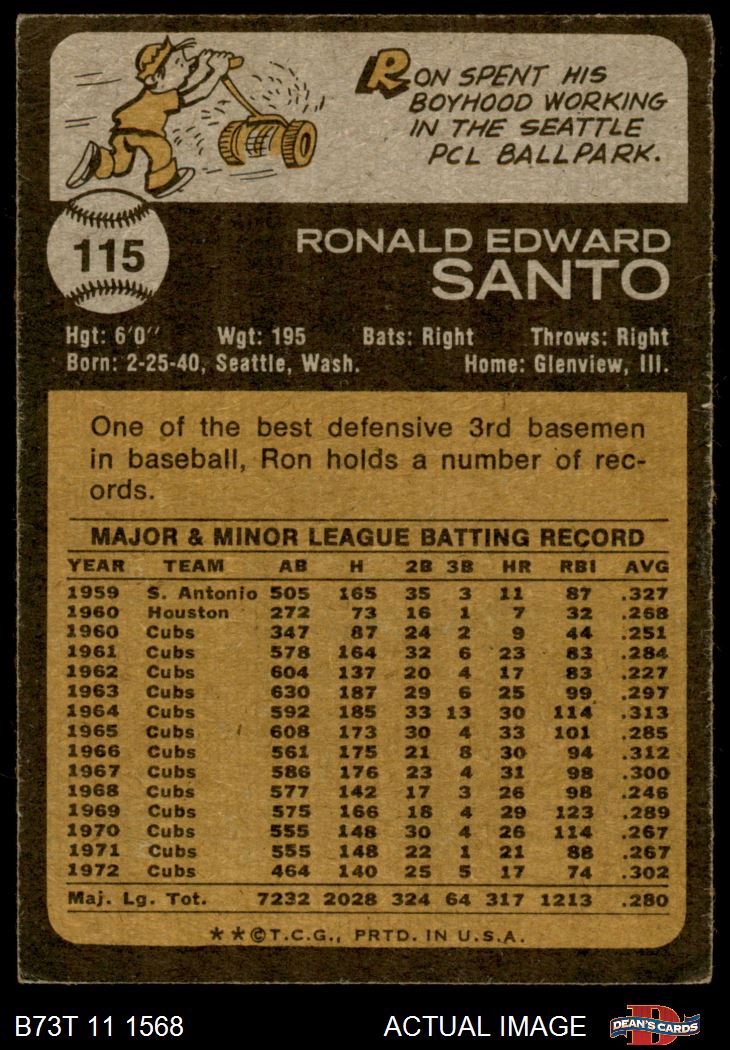 RON SPENT HIS
BOYHOOD WORKING
IN THE SEATTLE
PCL BALLPARK.
115
RONALD EDWARD
SANTO
Hgt: 6'0" Wgt: 195 Bats: Right Throws: Right
Born: 2-25-40, Seattle, Wash. Home: Glenview, Ill.
One of the best defensive 3rd basemen
in baseball, Ron holds a number of rec-
ords.
MAJOR & MINOR LEAGUE BATTING RECORD
YEAR TEAM AB H 2B 3B HR RBI AVG
1959 S. Antonio 505 165 35 3 11 87 .327
1960 Houston 272 73 16 1 7 32 .268
1960 Cubs 347 87 24 2 9 44 .251
1961 Cubs 578 164 32 6 23 83 .284
1962 Cubs 604 137 20 4 17 83 .227
1963 Cubs 630 187 29 6 25 99 .297
1964 Cubs 592 185 33 13 30 114 .313
1965 Cubs 608 173 30 4 33 101 .285
1966 Cubs 561 175 21 8 30 94 .312
1967 Cubs 586 176 23 4 31 98 .300
1968 Cubs 577 142 17 3 26 98 .246
1969 Cubs 575 166 18 4 29 123 .289
1970 Cubs 555 148 30 4 26 114 .267
1971 Cubs 555 148 22 1 21 88 .267
1972 Cubs 464 140 25 5 17 74 .302
Maj. Lg. Tot. 7232 2028 324 64 317 1213 .280
**©T.C.G., PRTD. IN U.S.A.
B73T 11 1568 ACTUAL IMAGE D DEAN'S CARDS